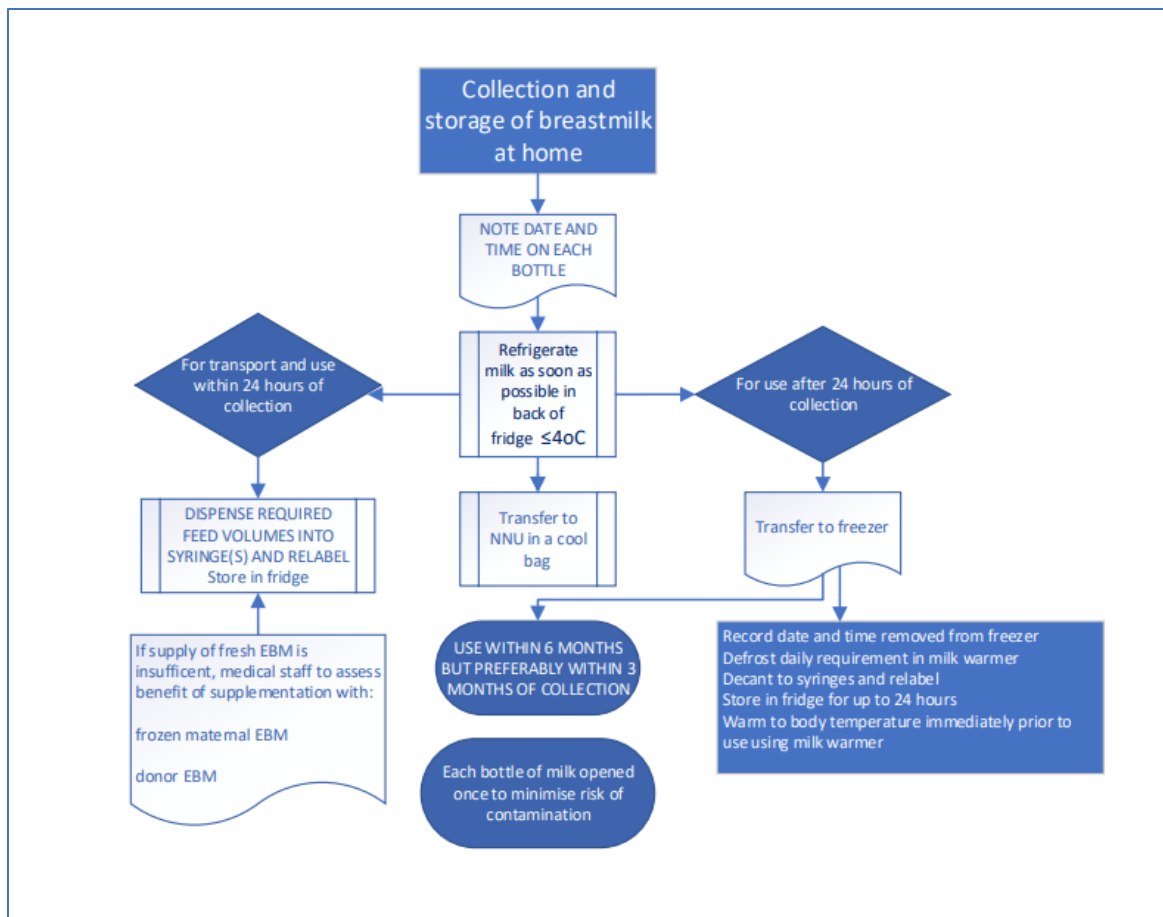 Collection and
storage of breastmilk
at home
NOTE DATE AND
TIME ON EACH
BOTTLE
For transport and use
within 24 hours of
collection
Refrigerate
milk as soon as
possible in
back of
fridge ≤4oC
For use after 24 hours of
collection
DISPENSE REQUIRED
FEED VOLUMES INTO
SYRINGE(S) AND RELABEL
Store in fridge
Transfer to
NNU in a cool
bag
Transfer to freezer
If supply of fresh EBM is
insufficent, medical staff to assess
benefit of supplementation with:
frozen maternal EBM
donor EBM
USE WITHIN 6 MONTHS
BUT PREFERABLY WITHIN 3
MONTHS OF COLLECTION
Record date and time removed from freezer
Defrost daily requirement in milk warmer
Decant to syringes and relabel
Store in fridge for up to 24 hours
Warm to body temperature immediately prior to
use using milk warmer
Each bottle of milk opened
once to minimise risk of
contamination